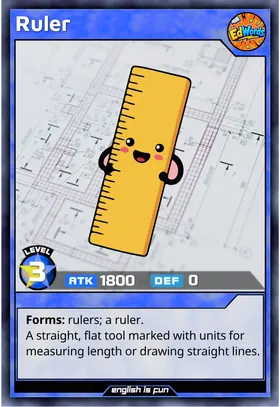 Ruler
EdWords
LEVEL
3
ATK 1800 DEF 0
Forms: rulers; a ruler.
A straight, flat tool marked with units for
measuring length or drawing straight lines.
english is fun